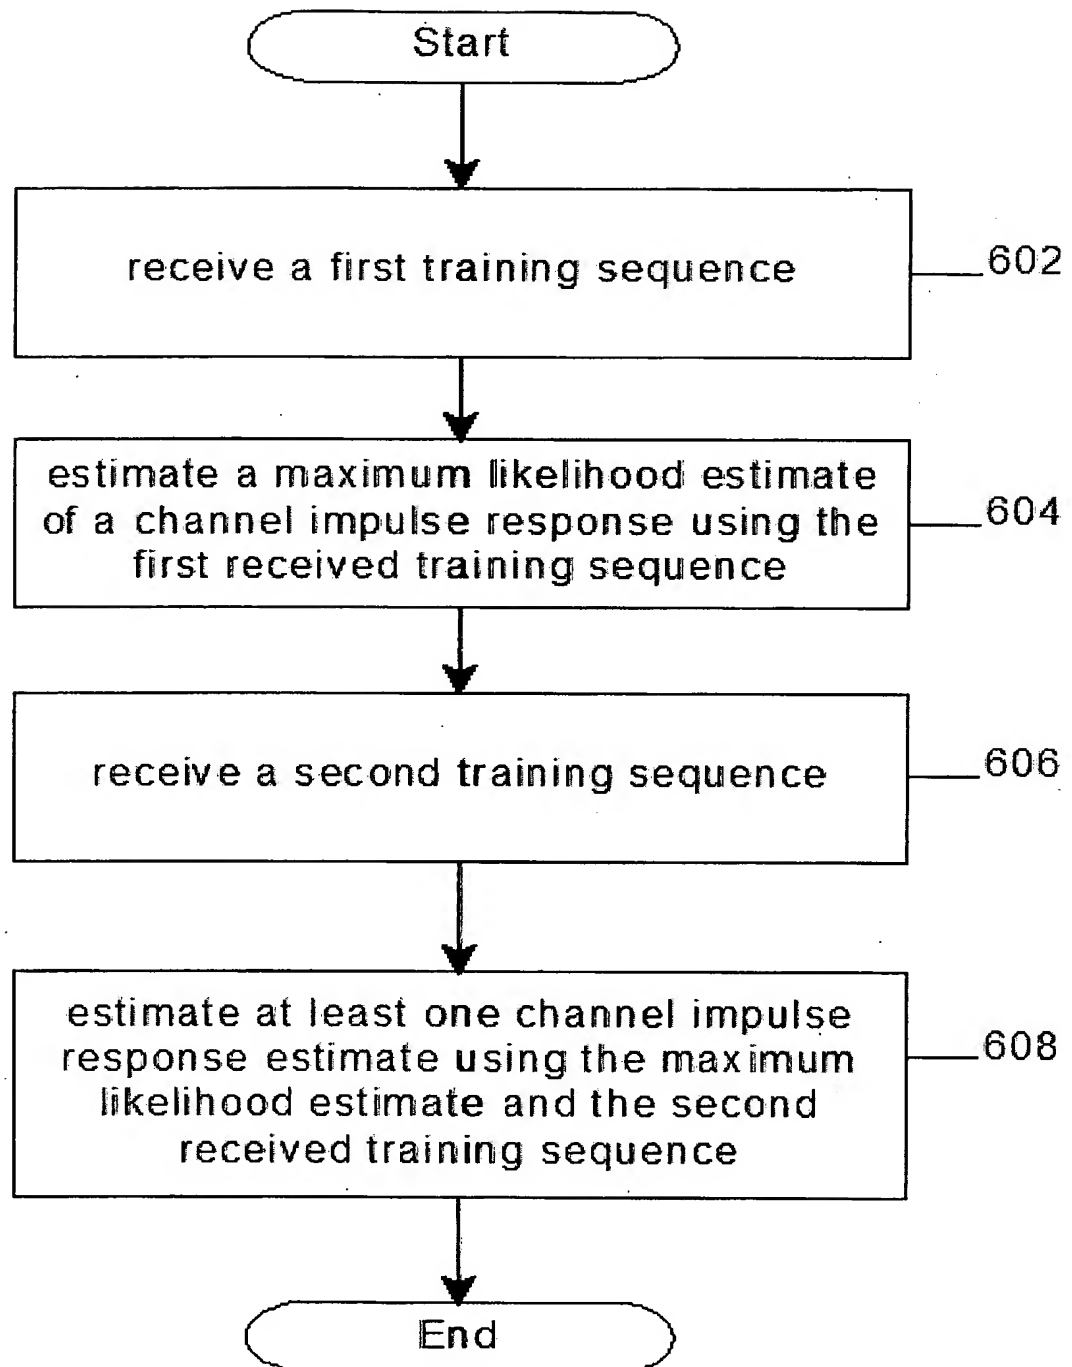 Start
receive a first training sequence
602
estimate a maximum likelihood estimate
of a channel impulse response using the
first received training sequence
604
receive a second training sequence
606
estimate at least one channel impulse
response estimate using the maximum
likelihood estimate and the second
received training sequence
608
End